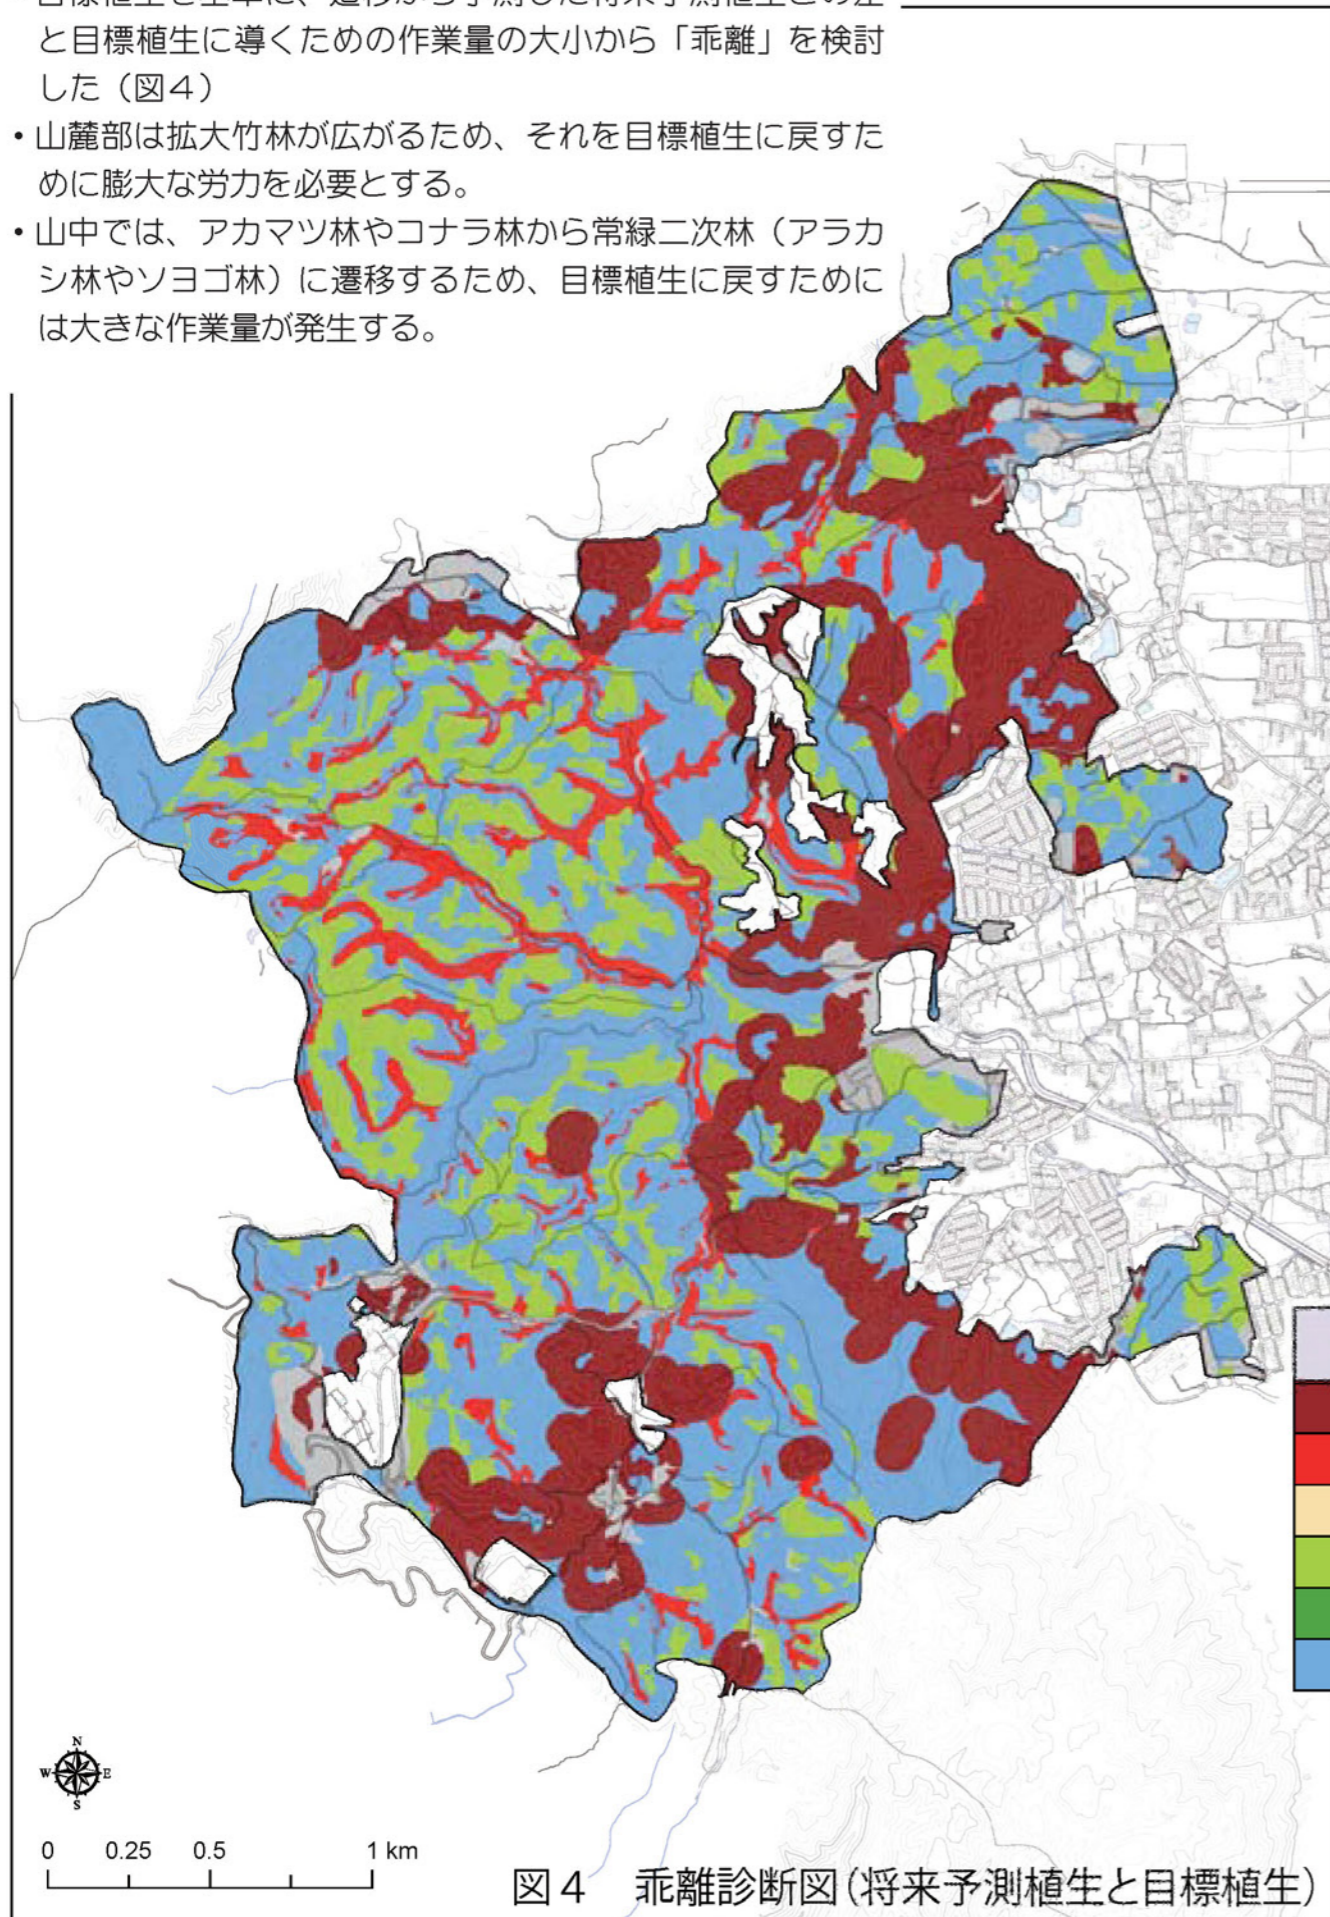 と目標植生に導くための作業量の大小から「乖離」を検討
した（図４）
・山麓部は拡大竹林が広がるため、それを目標植生に戻すた
めに膨大な労力を必要とする。
・山中では、アカマツ林やコナラ林から常緑二次林（アラカ
シ林やソヨゴ林）に遷移するため、目標植生に戻すためには
は大きな作業量が発生する。
N
W E
S
0 0.25 0.5 1 km
図４　乖離診断図（将来予測植生と目標植生）